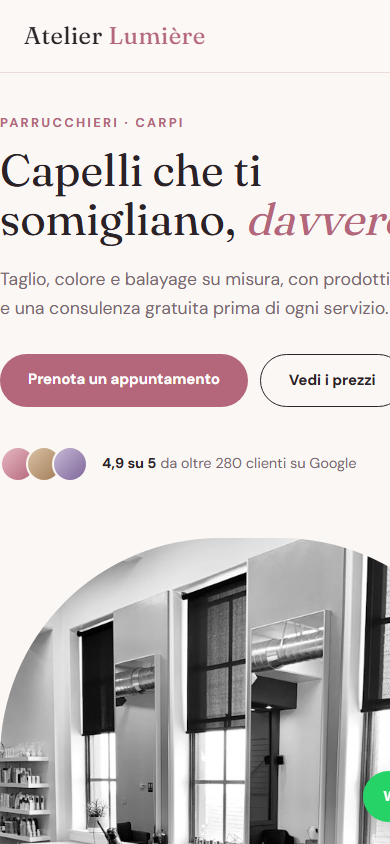 Atelier Lumière
PARRUCCHIERI · CARPI
Capelli che ti
somigliano, davvero
Taglio, colore e balayage su misura, con prodotti
e una consulenza gratuita prima di ogni servizio.
Prenota un appuntamento
Vedi i prezzi
4,9 su 5 da oltre 280 clienti su Google